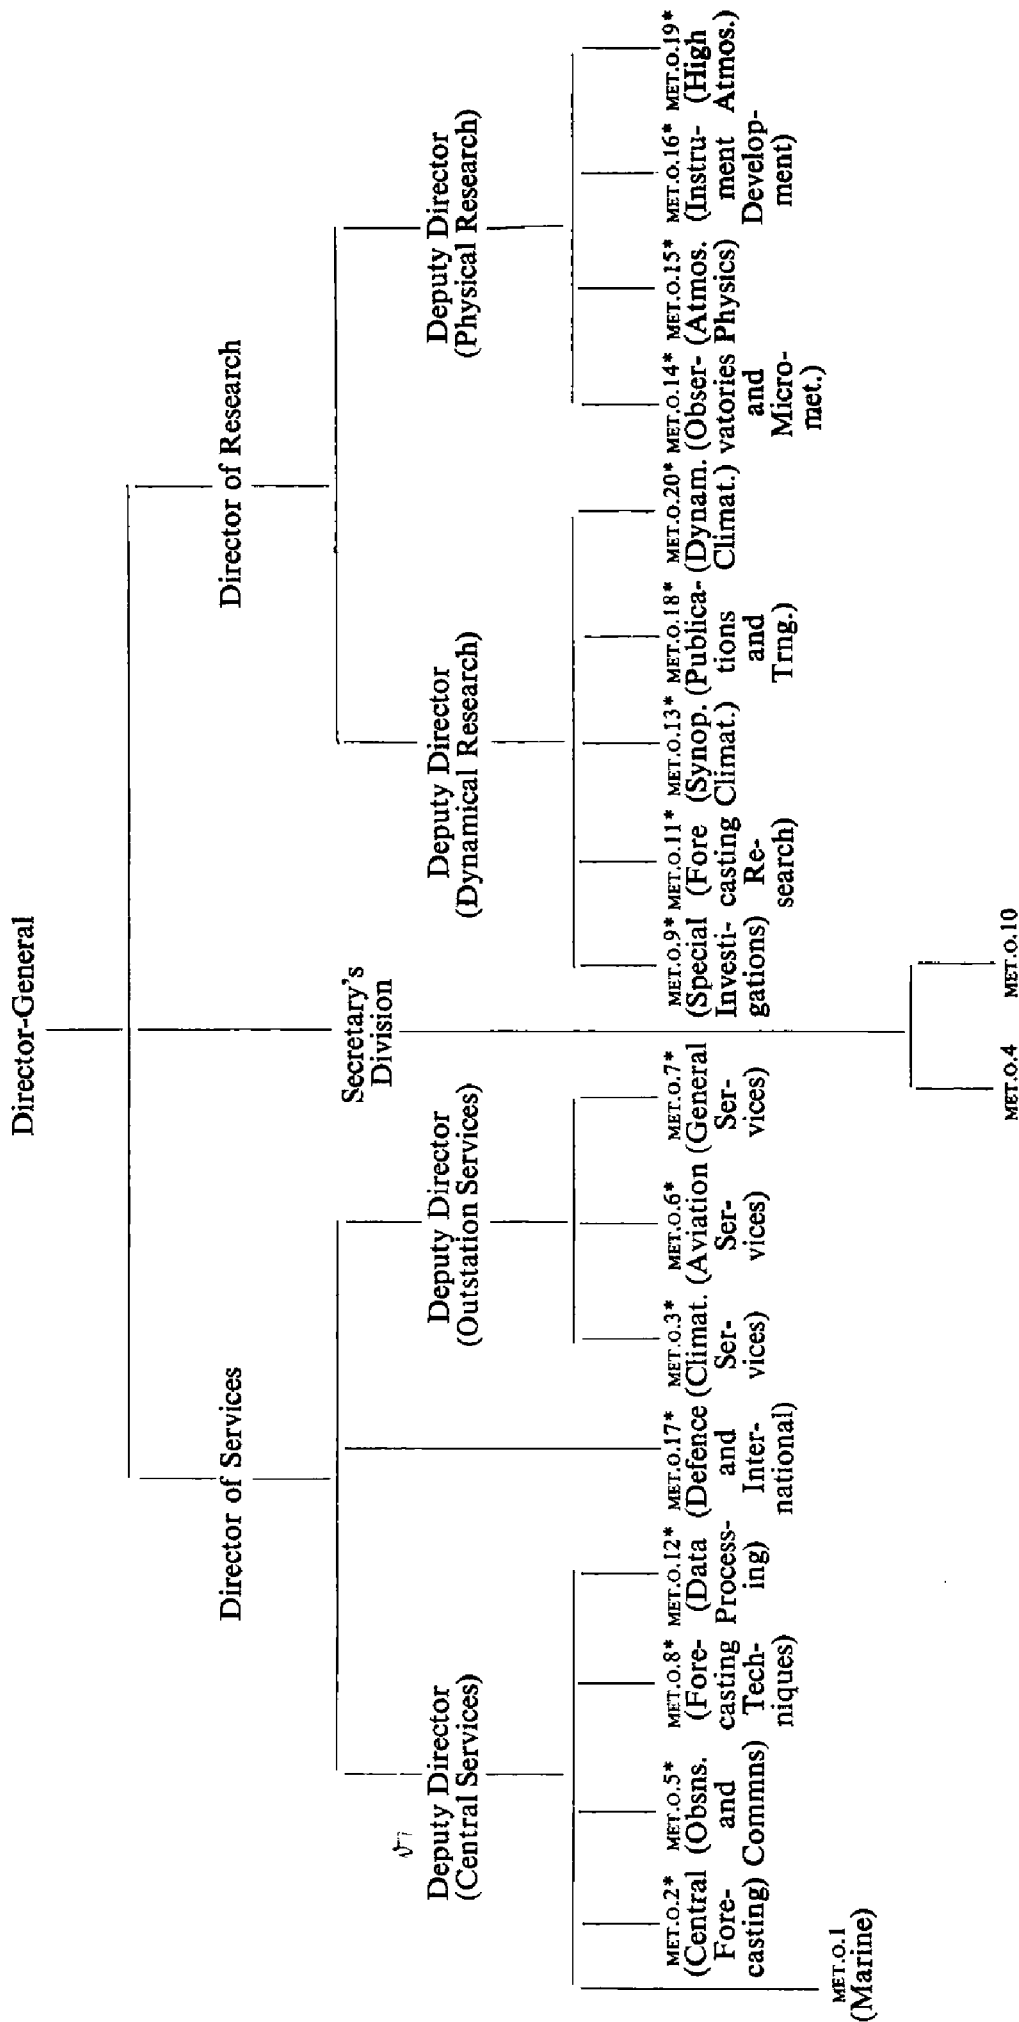 Director-General
Director of Services
Director of Research
Secretary's
Division
Deputy Director
(Central Services)
Deputy Director
(Outstation Services)
Deputy Director
(Dynamical Research)
Deputy Director
(Physical Research)
MET.O.1
(Marine)
MET.O.2*
(Central
Fore-
casting)
MET.O.5*
(Obsns.
and
Commns)
MET.O.8*
(Fore-
casting
Tech-
niques)
MET.O.12*
(Data
Process-
ing)
MET.O.17*
(Defence
and
Inter-
national)
MET.O.3*
(Climat.
Ser-
vices)
MET.O.6*
(Aviation
Ser-
vices)
MET.O.7*
(General
Ser-
vices)
MET.O.9*
(Special
Investi-
gations)
MET.O.11*
(Fore
casting
Re-
search)
MET.O.13*
(Synop.
Climat.)
MET.O.18*
(Publica-
tions
and
Trng.)
MET.O.20*
(Dynam.
Climat.)
MET.O.14*
(Obser-
vatories
and
Micro-
met.)
MET.O.15*
(Atmos.
Physics)
MET.O.16*
(Instru-
ment
Develop-
ment)
MET.O.19*
(High
Atmos.)
MET.O.4
MET.O.10